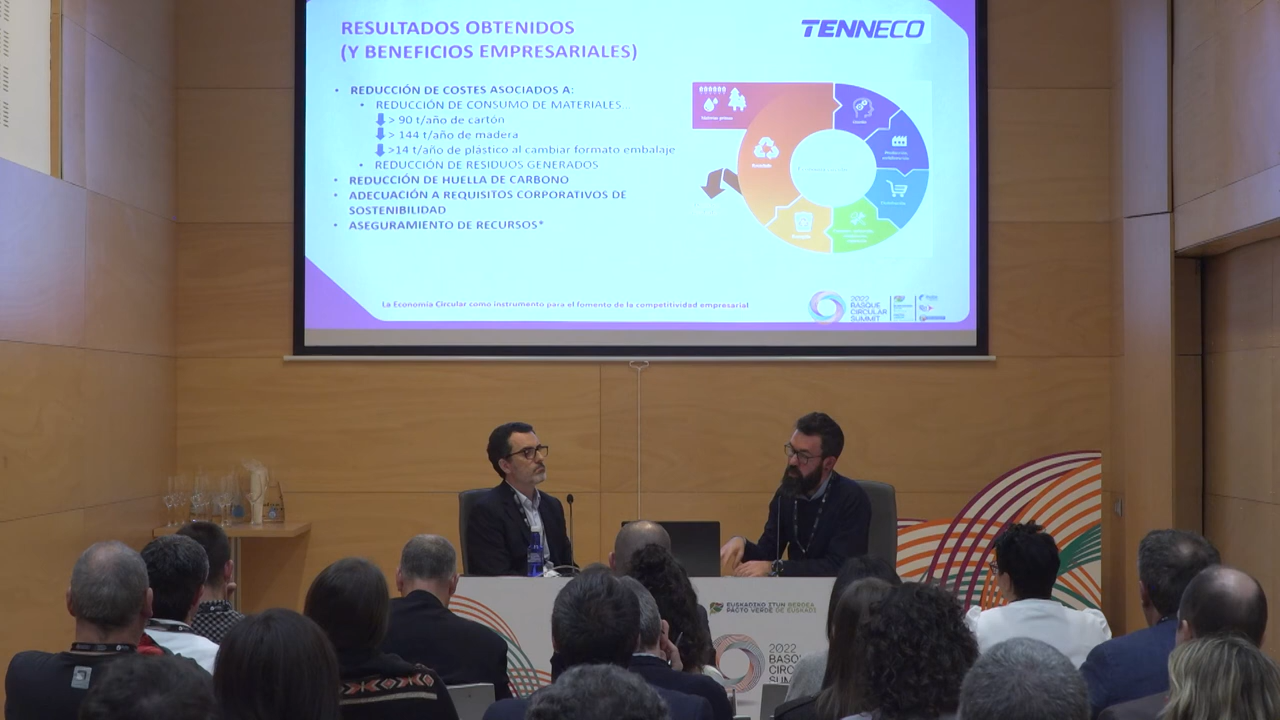 RESULTADOS OBTENIDOS
(Y BENEFICIOS EMPRESARIALES)
TENNECO
• REDUCCIÓN DE COSTES ASOCIADOS A:
• REDUCCIÓN DE CONSUMO DE MATERIALES...
> 90 t/año de cartón
> 144 t/año de madera
>14 t/año de plástico al cambiar formato embalaje
• REDUCCIÓN DE RESIDUOS GENERADOS
• REDUCCIÓN DE HUELLA DE CARBONO
• ADECUACIÓN A REQUISITOS CORPORATIVOS DE
SOSTENIBILIDAD
• ASEGURAMIENTO DE RECURSOS*
La Economía Circular como instrumento para el fomento de la competitividad empresarial
2022
BASQUE
CIRCULAR
SUMMIT
EUSKADIKO ITUN BERDEA
PACTO VERDE DE EUSKADI
2022
BASQ
CIRC
SUM